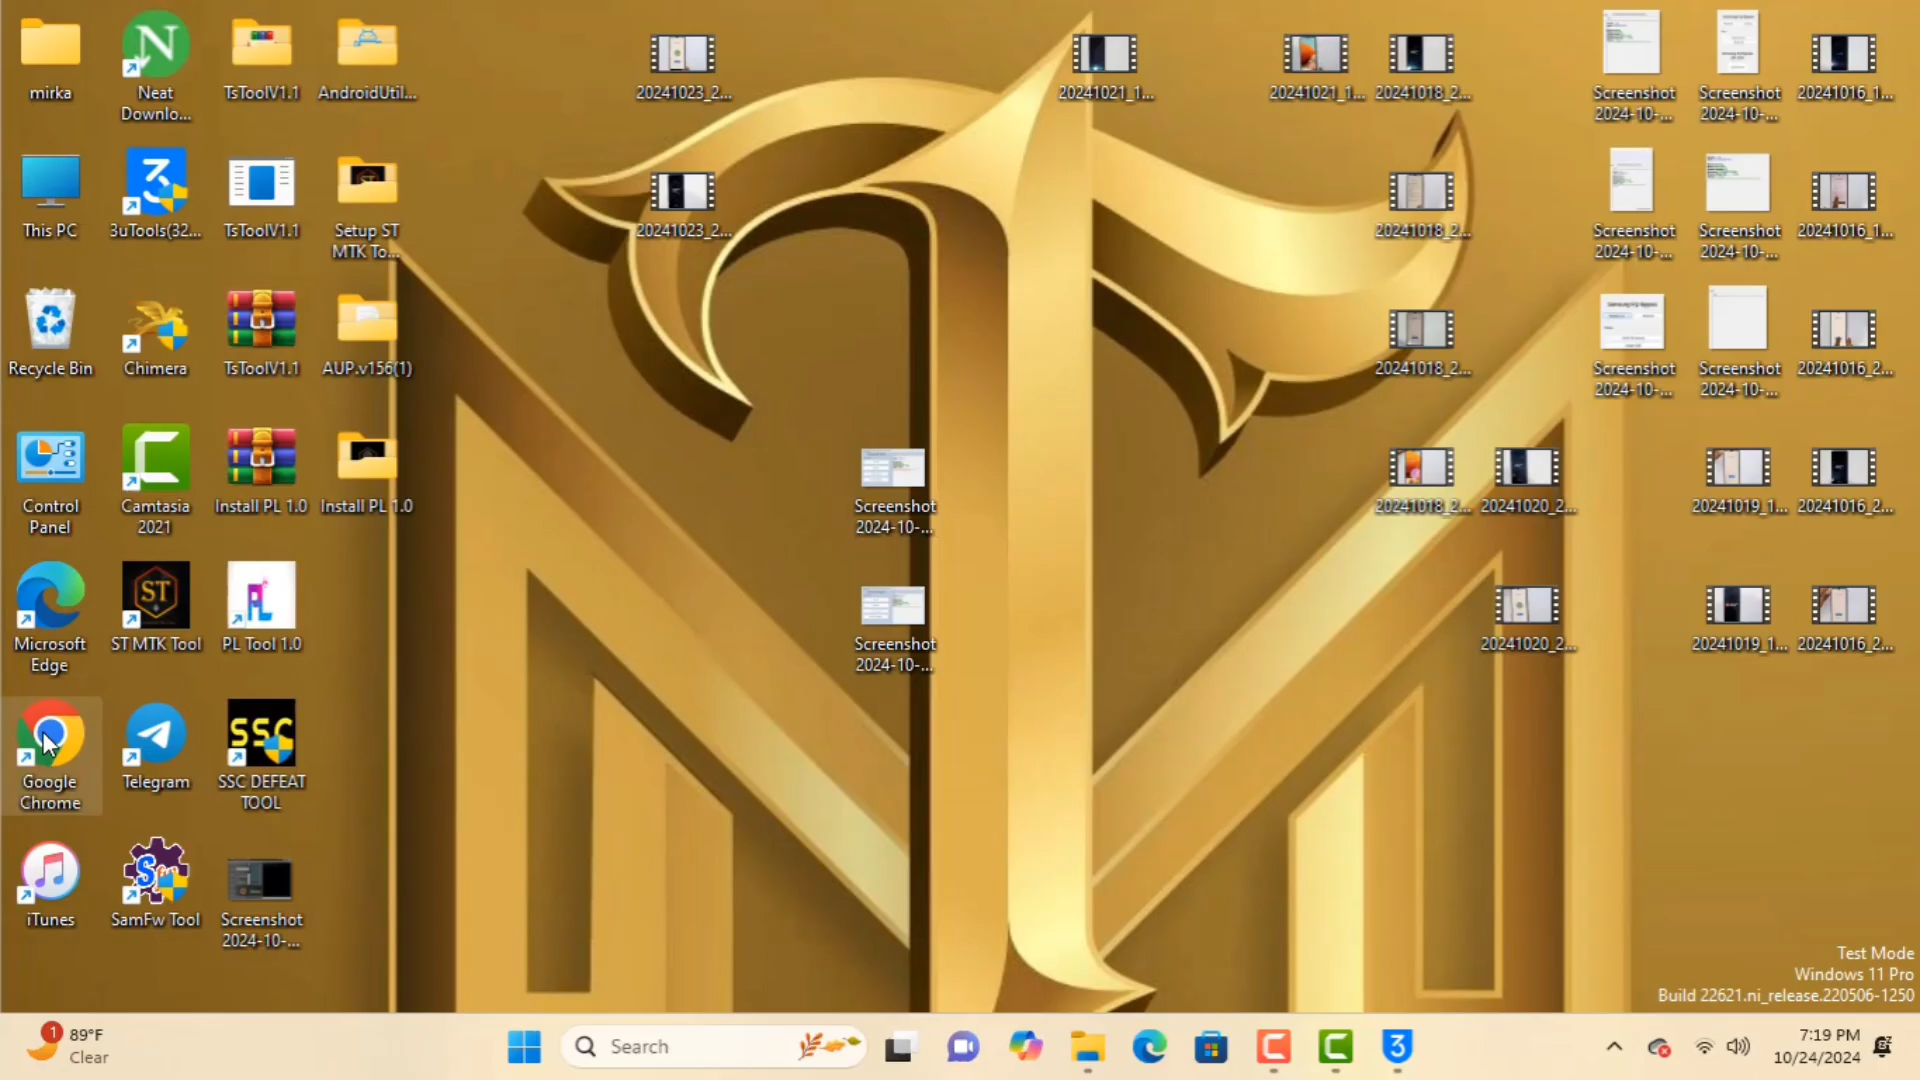 mirka
Neat
Downlo...
TsToolV1.1
AndroidUtil...
20241023_2...
20241021_1...
20241021_1...
20241018_2...
Screenshot
2024-10-...
Screenshot
2024-10-...
20241016_1...
This PC
3uTools(32...
TsToolV1.1
Setup ST
MTK To...
20241023_2...
20241018_2...
Screenshot
2024-10-...
Screenshot
2024-10-...
20241016_1...
Recycle Bin
Chimera
TsToolV1.1
AUP.v156(1)
20241018_2...
Screenshot
2024-10-...
Screenshot
2024-10-...
20241016_2...
Control
Panel
Camtasia
2021
Install PL 1.0
Install PL 1.0
Screenshot
2024-10-...
20241018_2...
20241020_2...
20241019_1...
20241016_2...
Microsoft
Edge
ST
ST MTK Tool
PL
PL Tool 1.0
Screenshot
2024-10-...
20241020_2...
20241019_1...
20241016_2...
Google
Chrome
Telegram
SSC
SSC DEFEAT
TOOL
iTunes
SamFw Tool
Screenshot
2024-10-...
Test Mode
Windows 11 Pro
Build 22621.ni_release.220506-1250
1
89°F
Clear
Search
7:19 PM
10/24/2024